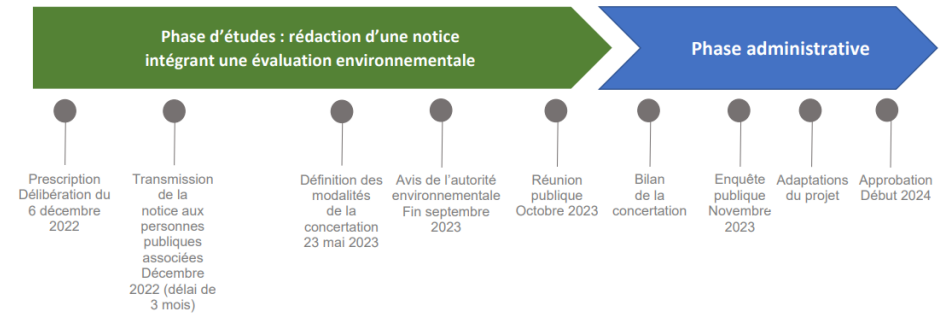 Phase d’études : rédaction d’une notice
intégrant une évaluation environnementale
Phase administrative
Prescription
Délibération du
6 décembre
2022
Transmission
de la
notice aux
personnes
publiques
associées
Décembre
2022 (délai de
3 mois)
Définition des
modalités
de la
concertation
23 mai 2023
Avis de l’autorité
environnementale
Fin septembre
2023
Réunion
publique
Octobre 2023
Bilan
de la
concertation
Enquête
publique
Novembre
2023
Adaptations
du projet
Approbation
Début 2024